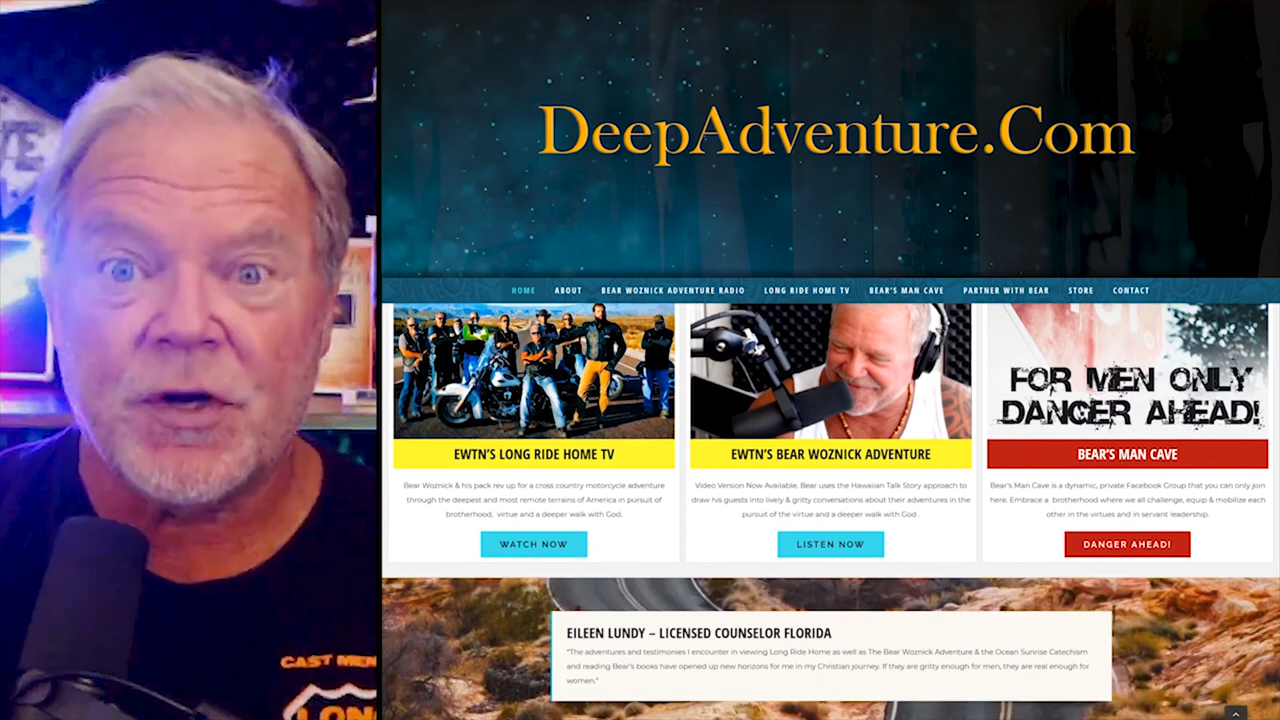 DeepAdventure.Com
HOME ABOUT BEAR WOZNICK ADVENTURE RADIO LONG RIDE HOME TV BEAR'S MAN CAVE PARTNER WITH BEAR STORE CONTACT
FOR MEN ONLY
DANGER AHEAD!
EWTN'S LONG RIDE HOME TV
Bear Woznick & his pack rev up for a cross country motorcycle adventure
through the deepest and most remote terrains of America in pursuit of
brotherhood, virtue and a deeper walk with God.
WATCH NOW
EWTN'S BEAR WOZNICK ADVENTURE
Video Version Now Available. Bear uses the Hawaiian Talk Story approach to
draw his guests into lively & gritty conversations about their adventures in the
pursuit of the virtue and a deeper walk with God .
LISTEN NOW
BEAR'S MAN CAVE
Bear's Man Cave is a dynamic, private Facebook Group that you can only join
here. Embrace a brotherhood where we all challenge, equip & mobilize each
other in the virtues and in servant leadership.
DANGER AHEAD!
EILEEN LUNDY – LICENSED COUNSELOR FLORIDA
"The adventures and testimonies I encounter in viewing Long Ride Home as well as The Bear Woznick Adventure & the Ocean Sunrise Catechism
and reading Bear's books have opened up new horizons for me in my Christian journey. If they are gritty enough for men, they are real enough for
women."
CAST MEM
LON